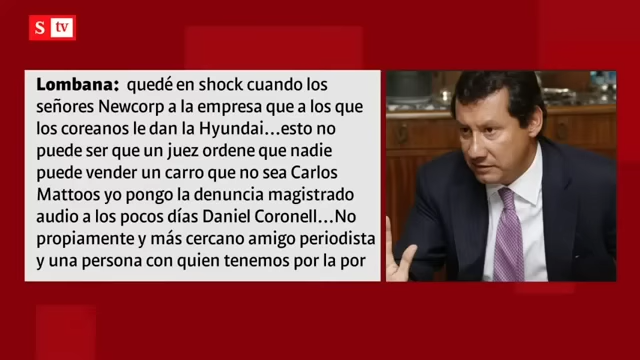 S tv
Lombana: quedé en shock cuando los
señores Newcorp a la empresa que a los que
los coreanos le dan la Hyundai...esto no
puede ser que un juez ordene que nadie
puede vender un carro que no sea Carlos
Mattoos yo pongo la denuncia magistrado
audio a los pocos días Daniel Coronell...No
propiamente y más cercano amigo periodista
y una persona con quien tenemos por la por